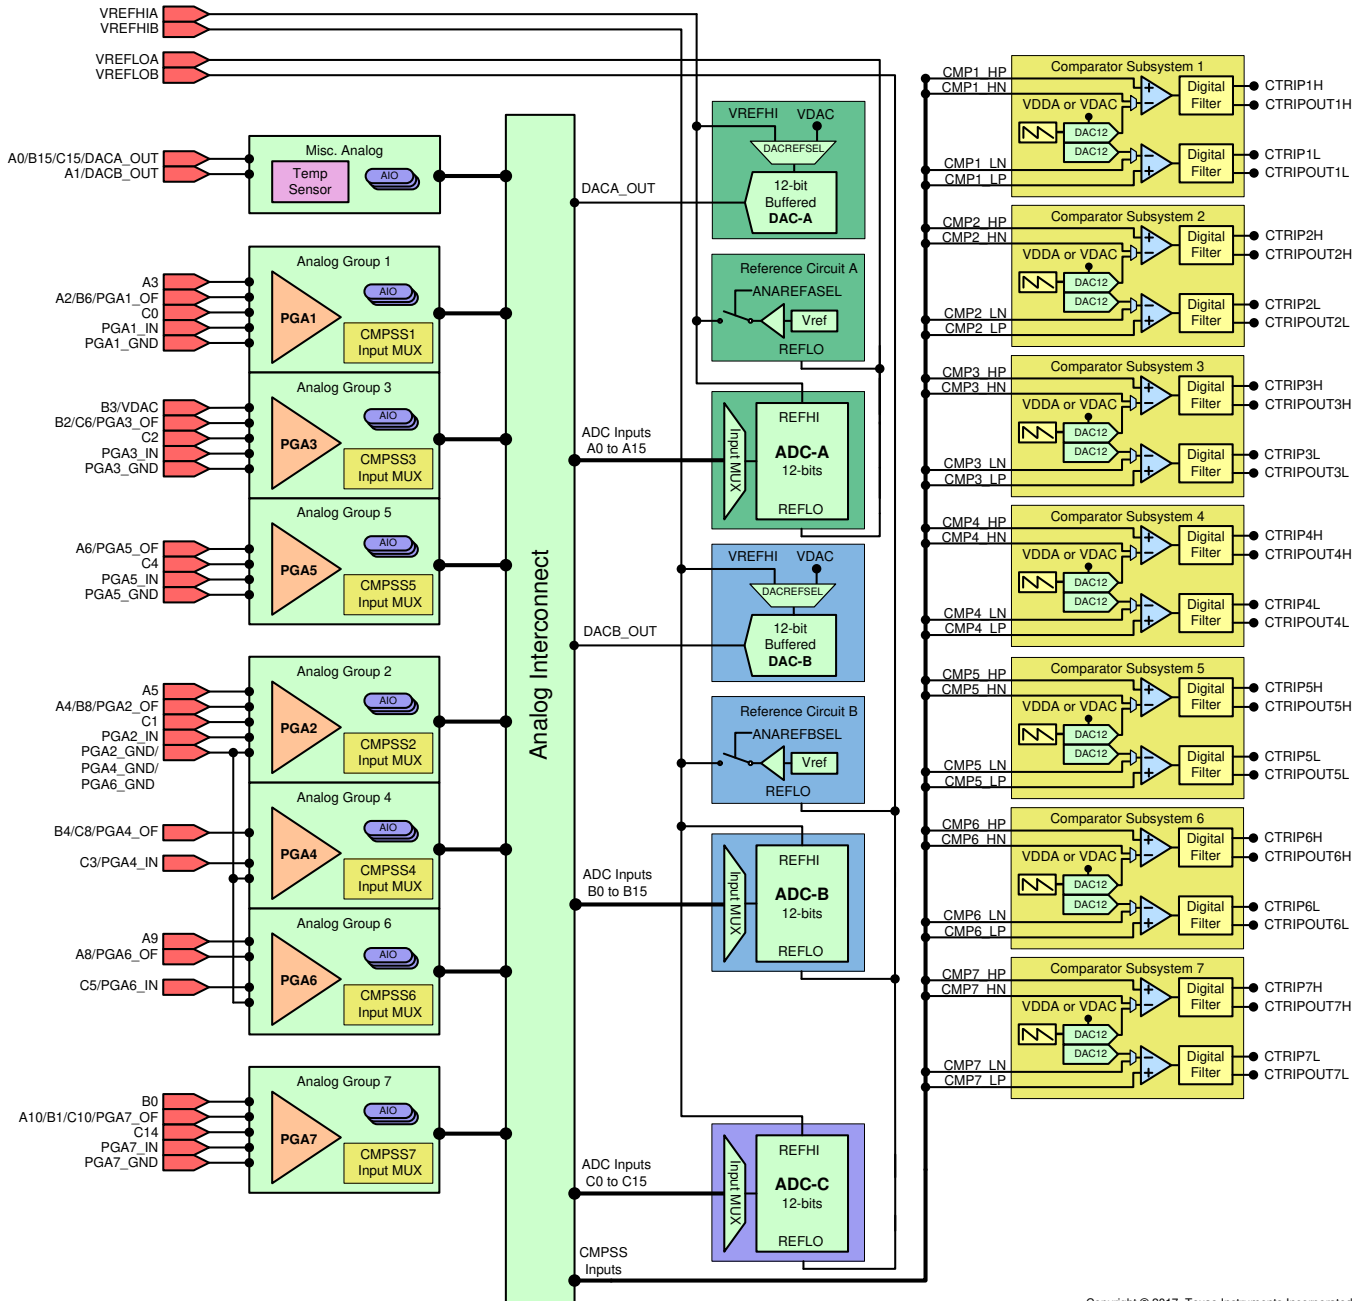 VREFHIA
VREFHIB
VREFLOA
VREFLOB
A0/B15/C15/DACA_OUT
A1/DACB_OUT
Misc. Analog
Temp
Sensor
AIO
A3
A2/B6/PGA1_OF
C0
PGA1_IN
PGA1_GND
Analog Group 1
PGA1
AIO
CMPSS1
Input MUX
B3/VDAC
B2/C6/PGA3_OF
C2
PGA3_IN
PGA3_GND
Analog Group 3
PGA3
AIO
CMPSS3
Input MUX
A6/PGA5_OF
C4
PGA5_IN
PGA5_GND
Analog Group 5
PGA5
AIO
CMPSS5
Input MUX
A5
A4/B8/PGA2_OF
C1
PGA2_IN
PGA2_GND/
PGA4_GND/
PGA6_GND
Analog Group 2
PGA2
AIO
CMPSS2
Input MUX
B4/C8/PGA4_OF
C3/PGA4_IN
Analog Group 4
PGA4
AIO
CMPSS4
Input MUX
A9
A8/PGA6_OF
C5/PGA6_IN
Analog Group 6
PGA6
AIO
CMPSS6
Input MUX
B0
A10/B1/C10/PGA7_OF
C14
PGA7_IN
PGA7_GND
Analog Group 7
PGA7
AIO
CMPSS7
Input MUX
Analog Interconnect
DACA_OUT
VREFHI VDAC
DACREFSEL
12-bit
Buffered
DAC-A
Reference Circuit A
ANAREFASEL
Vref
REFLO
ADC Inputs
A0 to A15
Input MUX
REFHI
ADC-A
12-bits
REFLO
DACB_OUT
VREFHI VDAC
DACREFSEL
12-bit
Buffered
DAC-B
Reference Circuit B
ANAREFBSEL
Vref
REFLO
ADC Inputs
B0 to B15
Input MUX
REFHI
ADC-B
12-bits
REFLO
ADC Inputs
C0 to C15
Input MUX
REFHI
ADC-C
12-bits
REFLO
CMPSS
Inputs
CMP1_HP
CMP1_HN
CMP1_LN
CMP1_LP
Comparator Subsystem 1
VDDA or VDAC
DAC12
DAC12
Digital
Filter
Digital
Filter
CTRIP1H
CTRIPOUT1H
CTRIP1L
CTRIPOUT1L
CMP2_HP
CMP2_HN
CMP2_LN
CMP2_LP
Comparator Subsystem 2
VDDA or VDAC
DAC12
DAC12
Digital
Filter
Digital
Filter
CTRIP2H
CTRIPOUT2H
CTRIP2L
CTRIPOUT2L
CMP3_HP
CMP3_HN
CMP3_LN
CMP3_LP
Comparator Subsystem 3
VDDA or VDAC
DAC12
DAC12
Digital
Filter
Digital
Filter
CTRIP3H
CTRIPOUT3H
CTRIP3L
CTRIPOUT3L
CMP4_HP
CMP4_HN
CMP4_LN
CMP4_LP
Comparator Subsystem 4
VDDA or VDAC
DAC12
DAC12
Digital
Filter
Digital
Filter
CTRIP4H
CTRIPOUT4H
CTRIP4L
CTRIPOUT4L
CMP5_HP
CMP5_HN
CMP5_LN
CMP5_LP
Comparator Subsystem 5
VDDA or VDAC
DAC12
DAC12
Digital
Filter
Digital
Filter
CTRIP5H
CTRIPOUT5H
CTRIP5L
CTRIPOUT5L
CMP6_HP
CMP6_HN
CMP6_LN
CMP6_LP
Comparator Subsystem 6
VDDA or VDAC
DAC12
DAC12
Digital
Filter
Digital
Filter
CTRIP6H
CTRIPOUT6H
CTRIP6L
CTRIPOUT6L
CMP7_HP
CMP7_HN
CMP7_LN
CMP7_LP
Comparator Subsystem 7
VDDA or VDAC
DAC12
DAC12
Digital
Filter
Digital
Filter
CTRIP7H
CTRIPOUT7H
CTRIP7L
CTRIPOUT7L